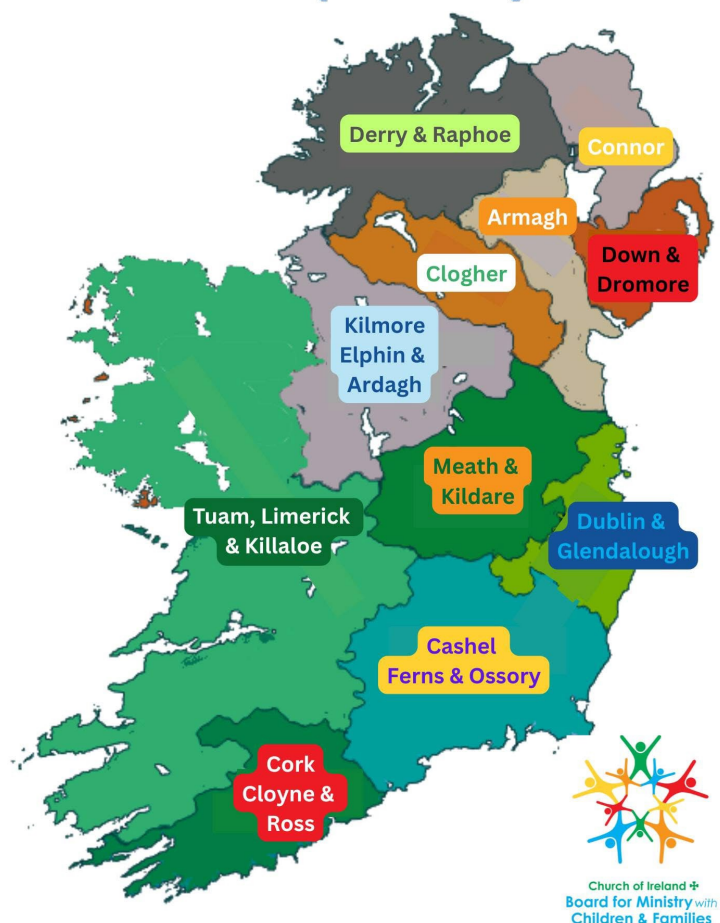 Derry & Raphoe
Connor
Armagh
Down &
Dromore
Clogher
Kilmore
Elphin &
Ardagh
Meath &
Kildare
Tuam, Limerick
& Killaloe
Dublin &
Glendalough
Cashel
Ferns & Ossory
Cork
Cloyne &
Ross
Church of Ireland
Board for Ministry with
Children & Families